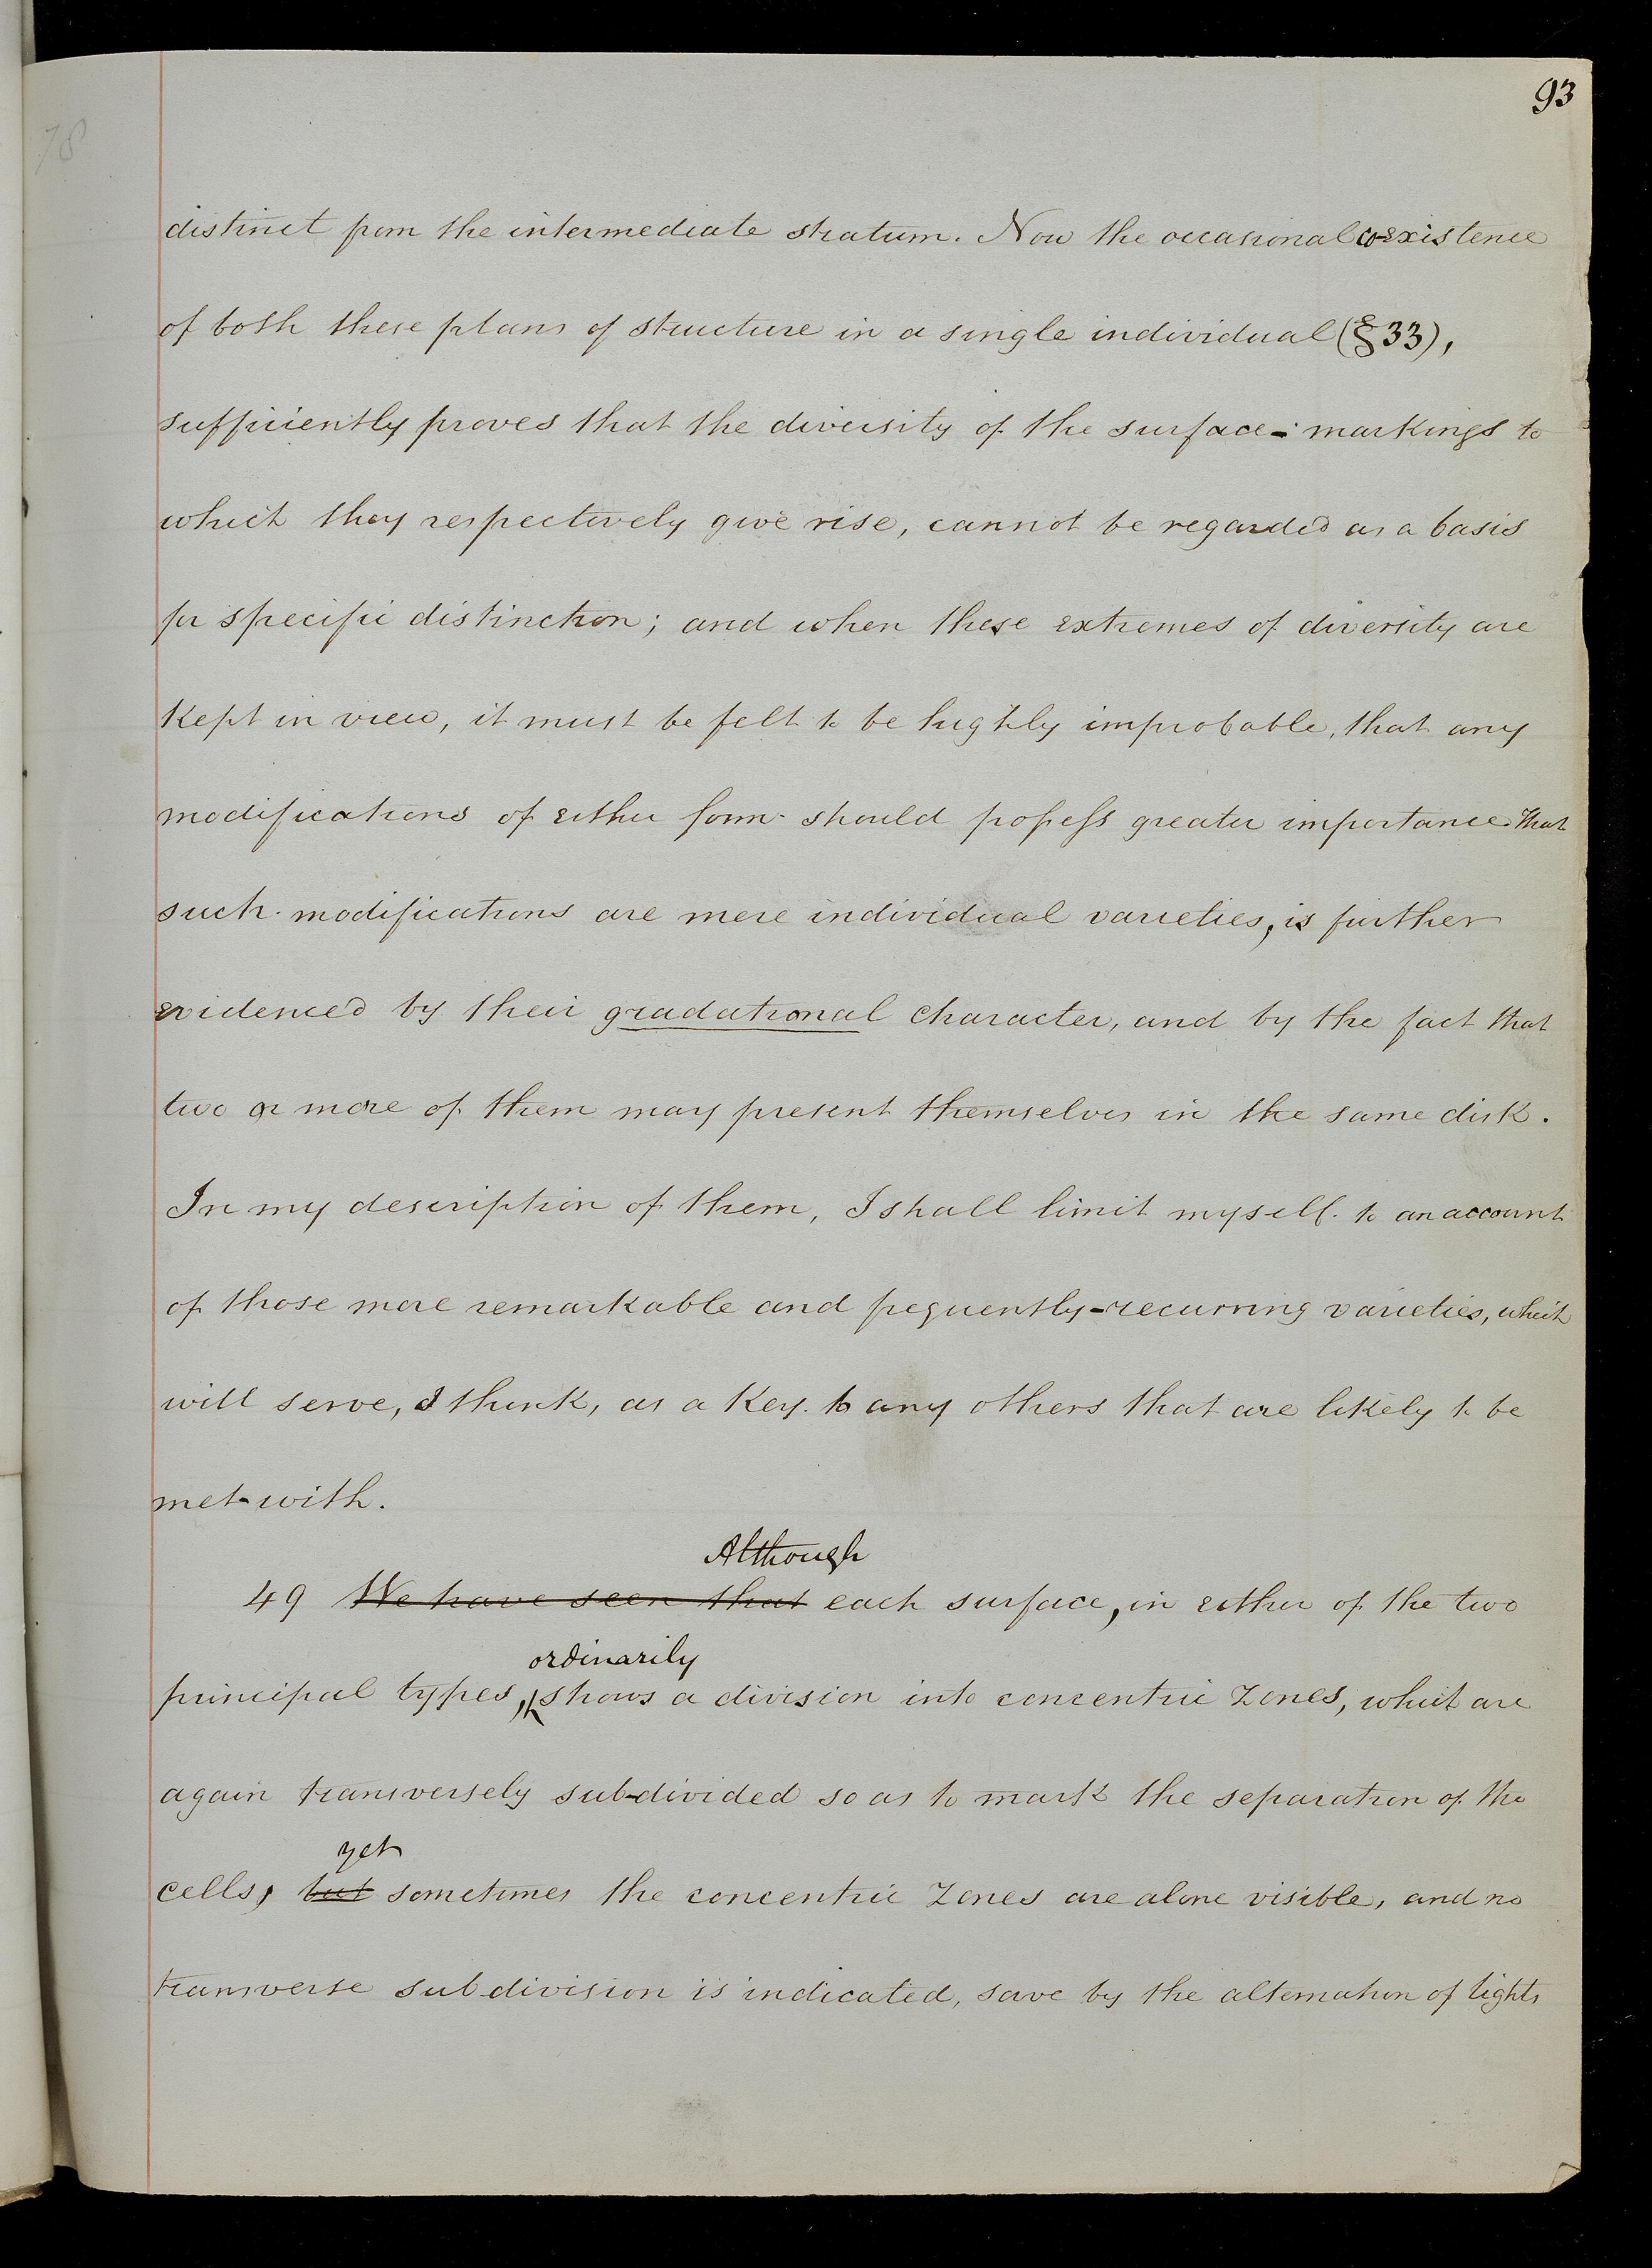 93
78
distinct from the intermediate stratum. Now the occasional co-existence
of both these plans of structure in a single individual (§33),
sufficiently proves that the diversity of the surface-markings to
which they respectively give rise, cannot be regarded as a basis
for specific distinction; and when these extremes of diversity are
kept in view, it must be felt to be highly improbable, that any
modifications of either form should possess greater importance. That
such modifications are mere individual varieties, is further
evidenced by their gradational character, and by the fact that
two or more of them may present themselves in the same disk.
In my description of them, I shall limit myself to an account
of those more remarkable and frequently-recurring varieties, which
will serve, I think, as a key to any others that are likely to be
met-with.
Although
49 We have seen that each surface, in either of the two
ordinarily
principal types, shows a division into concentric zones, which are
again transversely sub-divided so as to mark the separation of the
yet
cells, but sometimes the concentric zones are alone visible, and no
transverse subdivision is indicated, save by the alternation of lights